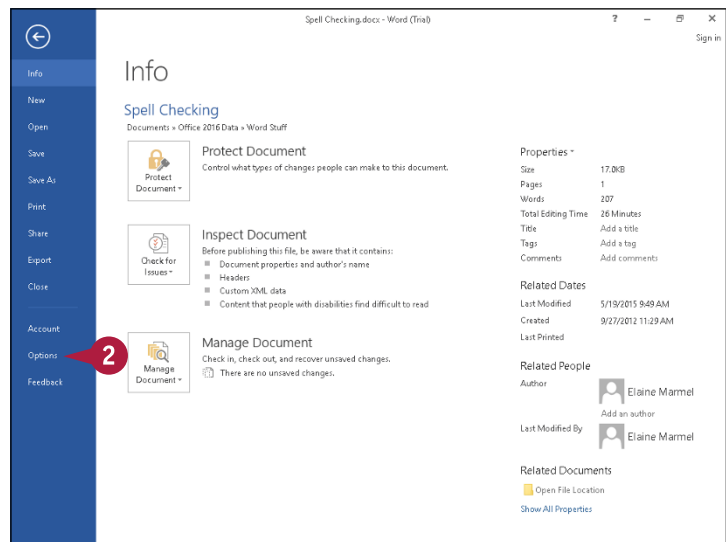 Spell Checking.docx - Word (Trial)
?
Sign in
Info
New
Open
Save
Save As
Print
Share
Export
Close
Account
Options
Feedback
2
Info
Spell Checking
Documents » Office 2016 Data » Word Stuff
Protect
Document
Protect Document
Control what types of changes people can make to this document.
Check for
Issues
Inspect Document
Before publishing this file, be aware that it contains:
Document properties and author's name
Headers
Custom XML data
Content that people with disabilities find difficult to read
Manage
Document
Manage Document
Check in, check out, and recover unsaved changes.
There are no unsaved changes.
Properties
Size 17.0KB
Pages 1
Words 207
Total Editing Time 26 Minutes
Title Add a title
Tags Add a tag
Comments Add comments
Related Dates
Last Modified 5/19/2015 9:49 AM
Created 9/27/2012 11:29 AM
Last Printed
Related People
Author Elaine Marmel
Add an author
Last Modified By Elaine Marmel
Related Documents
Open File Location
Show All Properties